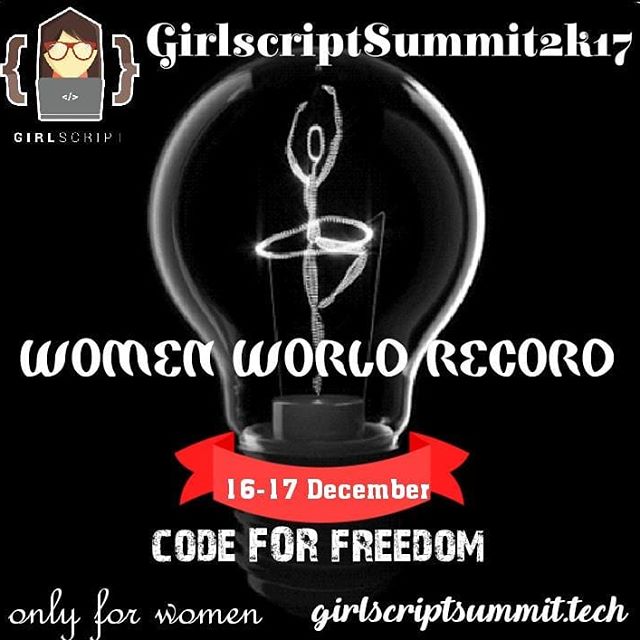 GirlscriptSummit2k17
{ }
</>
GIRLSCRIPT
WOMEN WORLD RECORD
16-17 December
CODE FOR FREEDOM
only for women
girlscriptsummit.tech